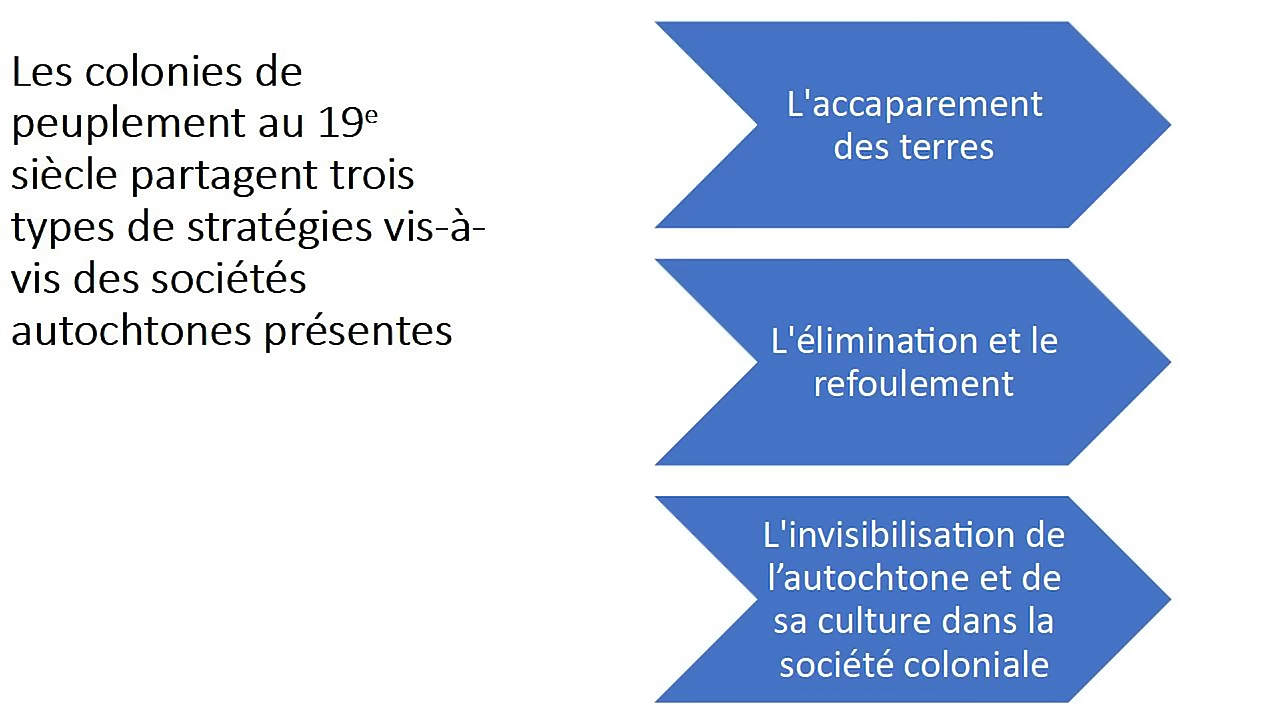 Les colonies de
peuplement au 19e
siècle partagent trois
types de stratégies vis-à-
vis des sociétés
autochtones présentes
L'accaparement
des terres
L'élimination et le
refoulement
L'invisibilisation de
l’autochtone et de
sa culture dans la
société coloniale